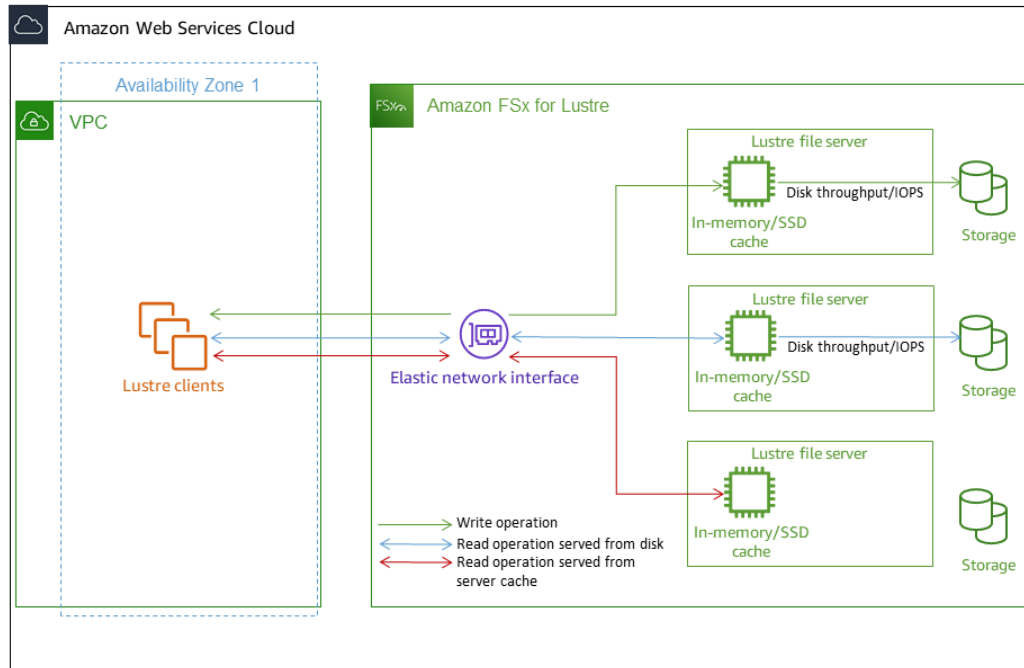 Amazon Web Services Cloud
Availability Zone 1
VPC
FSx
Amazon FSx for Lustre
Lustre file server
Disk throughput/IOPS
In-memory/SSD
cache
Storage
Lustre clients
Elastic network interface
Lustre file server
Disk throughput/IOPS
In-memory/SSD
cache
Storage
Lustre file server
In-memory/SSD
cache
Storage
Write operation
Read operation served from disk
Read operation served from
server cache